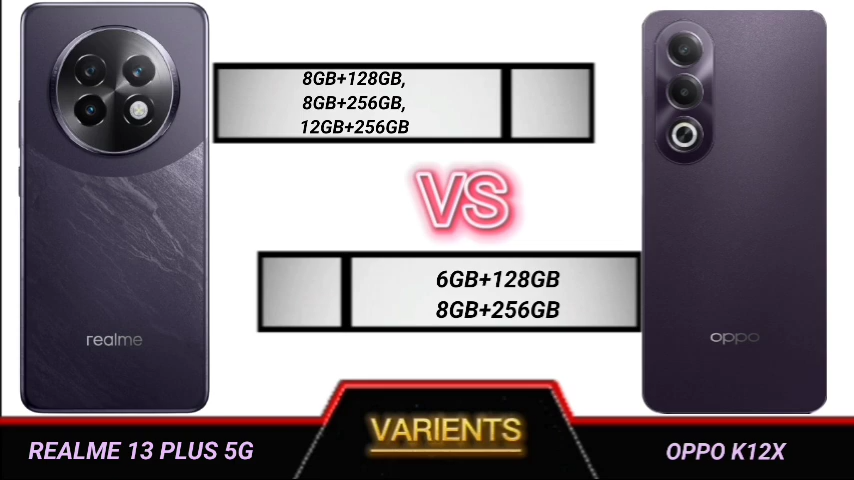 8GB+128GB,
8GB+256GB,
12GB+256GB
VS
6GB+128GB
8GB+256GB
realme
oppo
VARIENTS
REALME 13 PLUS 5G
OPPO K12X